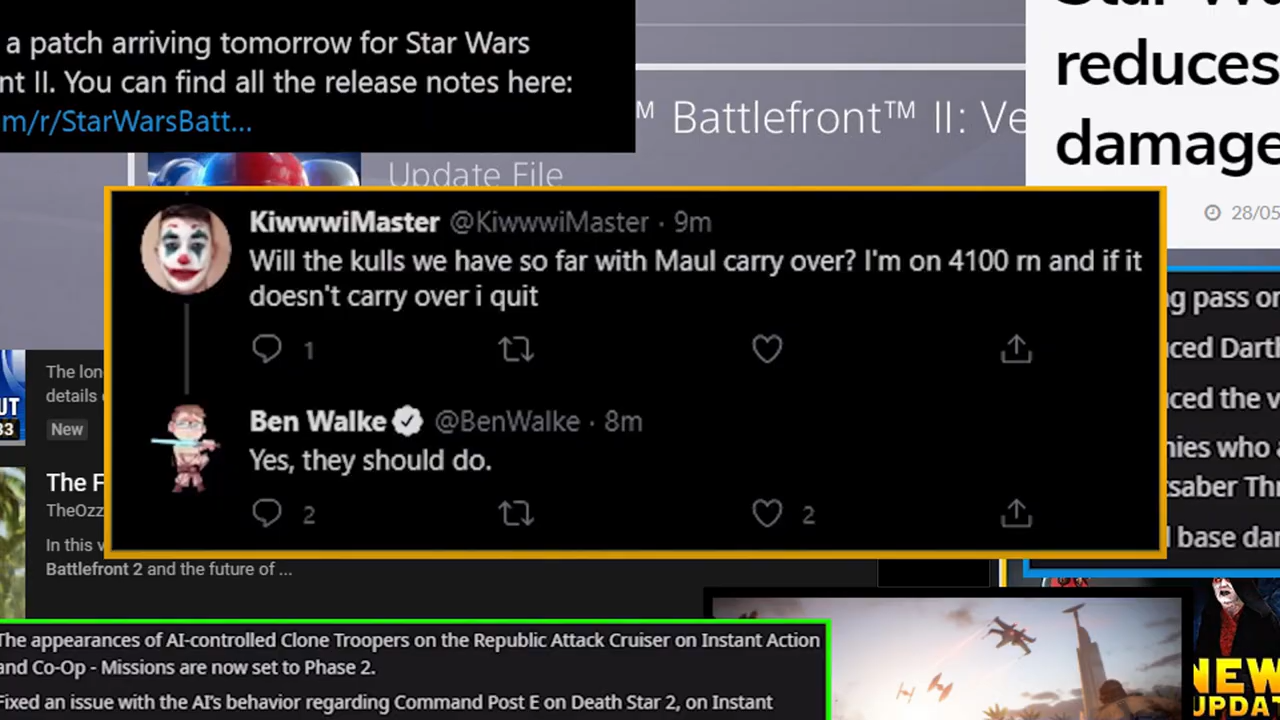 a patch arriving tomorrow for Star Wars
nt II. You can find all the release notes here:
m/r/StarWarsBatt...
Battlefront™ II: Ve
Update File
reduces
damage
28/05
KiwwwiMaster @KiwwwiMaster · 9m
Will the kulls we have so far with Maul carry over? I'm on 4100 rn and if it
doesn't carry over i quit
1
Ben Walke @BenWalke · 8m
Yes, they should do.
2 2
g pass on
ced Darth
ced the v
nies who a
saber Thr
base dam
The lon
details
New
33
The F
TheOzz
In this v
Battlefront 2 and the future of ...
The appearances of AI-controlled Clone Troopers on the Republic Attack Cruiser on Instant Action
and Co-Op - Missions are now set to Phase 2.
Fixed an issue with the AI's behavior regarding Command Post E on Death Star 2, on Instant
NEW
UPDA